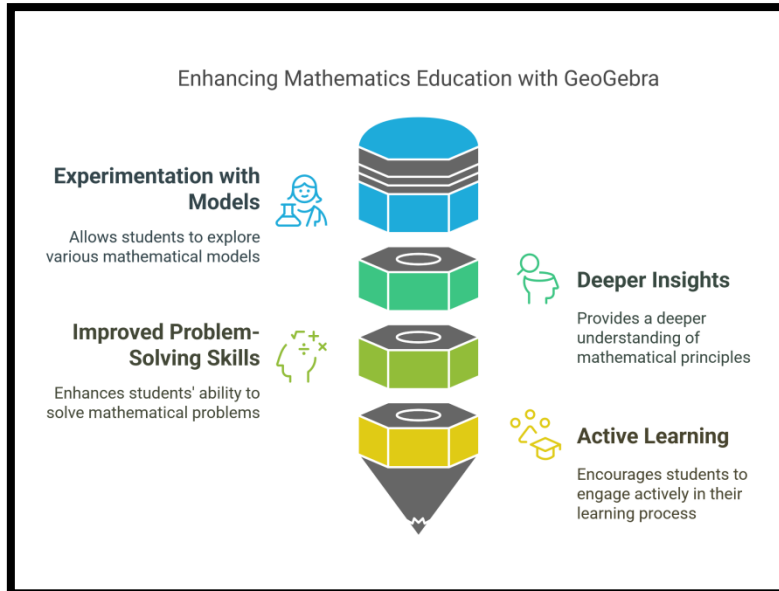 Enhancing Mathematics Education with GeoGebra
Experimentation with
Models
Allows students to explore
various mathematical models
Deeper Insights
Provides a deeper
understanding of
mathematical principles
Improved Problem-
Solving Skills
Enhances students' ability to
solve mathematical problems
Active Learning
Encourages students to
engage actively in their
learning process